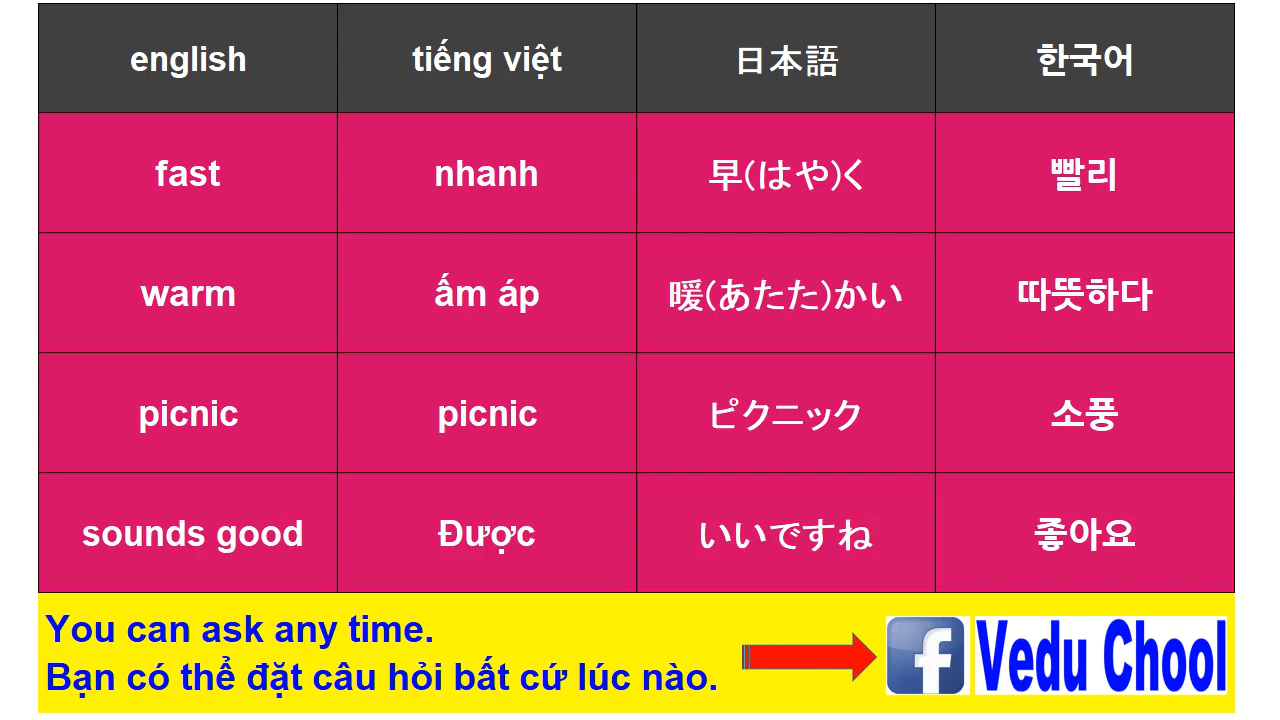 english tiếng việt 日本語 한국어
fast nhanh 早(はや)く 빨리
warm ấm áp 暖(あたた)かい 따뜻하다
picnic picnic ピクニック 소풍
sounds good Được いいですね 좋아요
You can ask any time.
Bạn có thể đặt câu hỏi bất cứ lúc nào.
f Vedu Chool